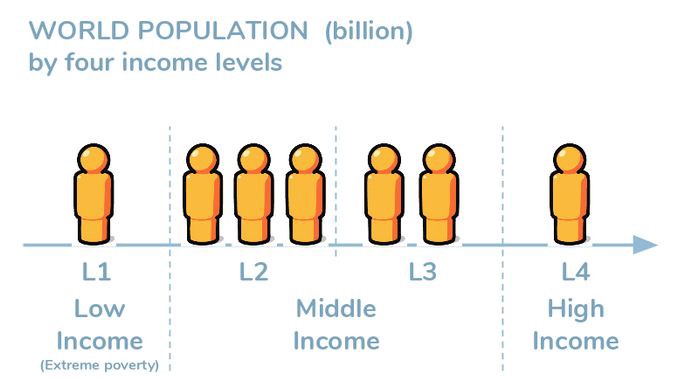 WORLD POPULATION (billion)
by four income levels
L1
L2
L3
L4
Low
Income
(Extreme poverty)
Middle
Income
High
Income